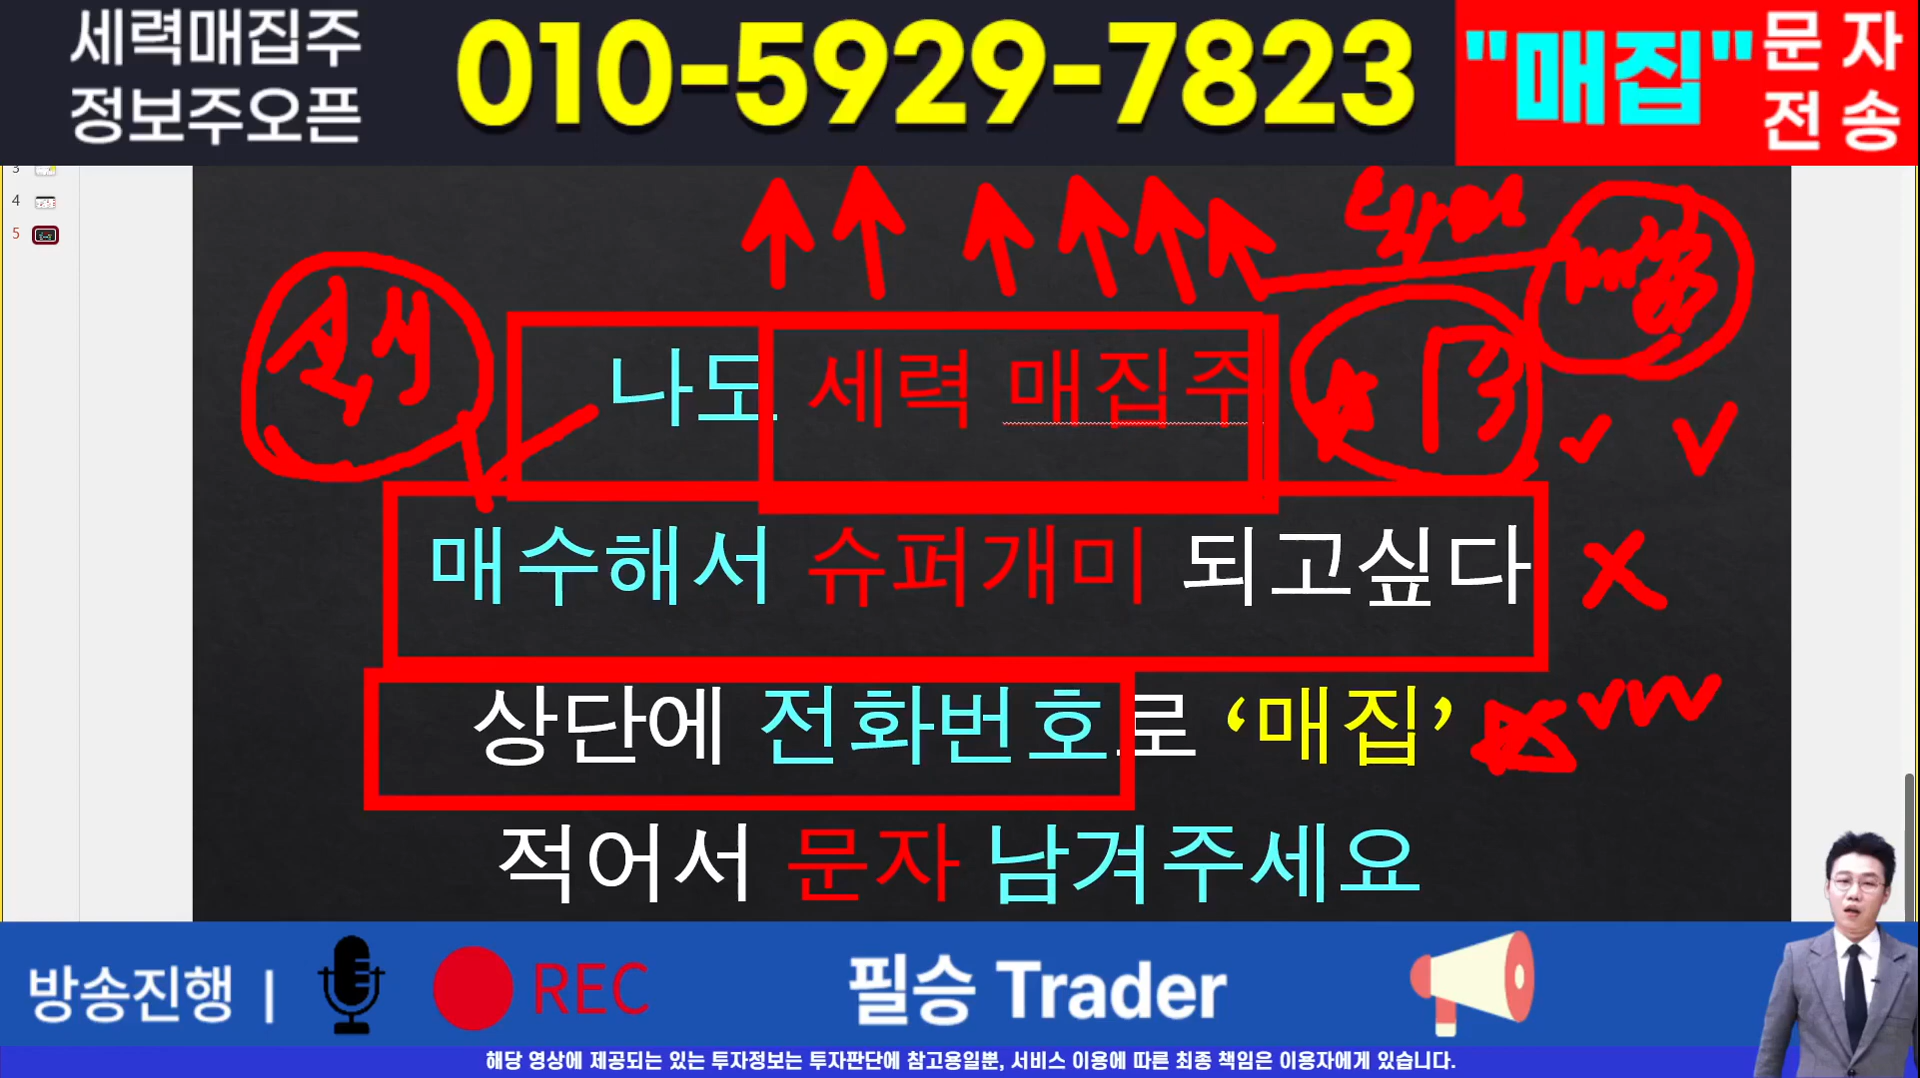 세력매집주
정보주오픈
010-5929-7823
"매집"
문자
전송
3
4
5
나도 세력 매집주
매수해서 슈퍼개미 되고싶다
상단에 전화번호로 ‘매집’
적어서 문자 남겨주세요
방송진행 |
REC
필승 Trader
해당 영상에 제공되는 있는 투자정보는 투자판단에 참고용일뿐, 서비스 이용에 따른 최종 책임은 이용자에게 있습니다.